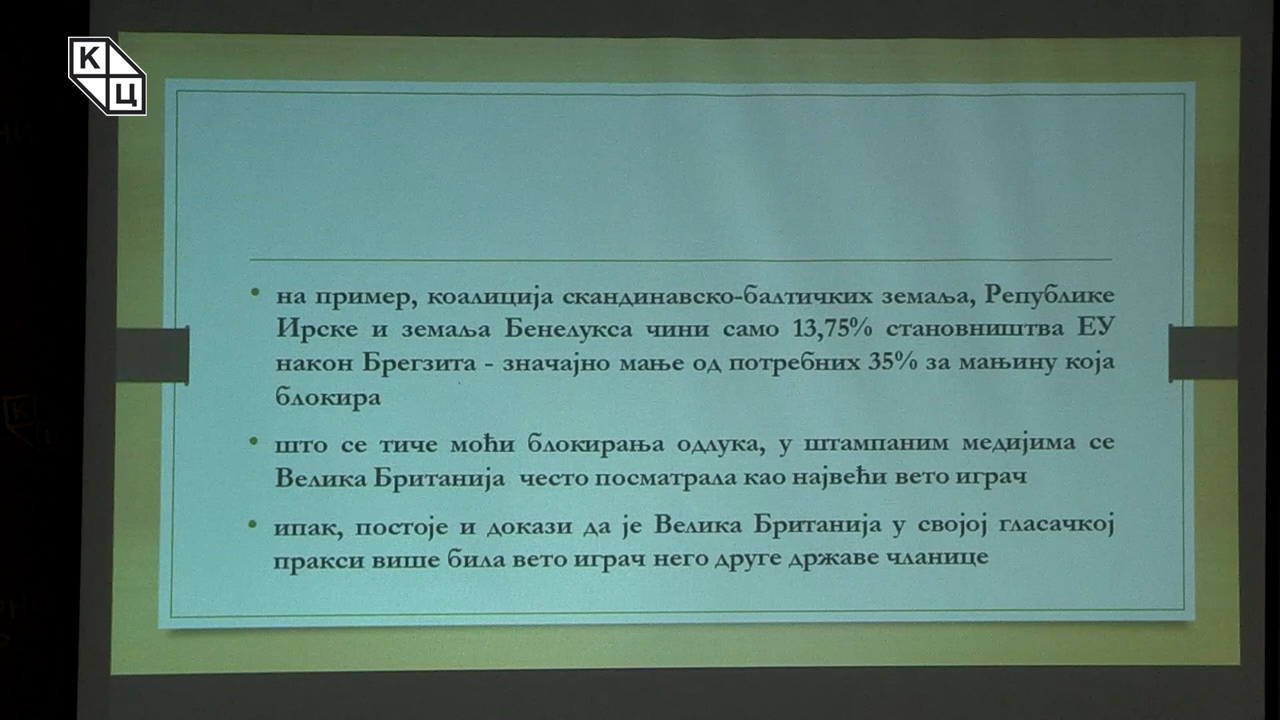 К
Ц
• на пример, коалиција скандинавско-балтичких земаља, Републике
Ирске и земаља Бенелукса чини само 13,75% становништва ЕУ
након Брегзита - значајно мање од потребних 35% за мањину која
блокира
• што се тиче моћи блокирања одлука, у штампаним медијима се
Велика Британија често посматрала као највећи вето играч
• ипак, постоје и докази да је Велика Британија у својој гласачкој
пракси више била вето играч него друге државе чланице